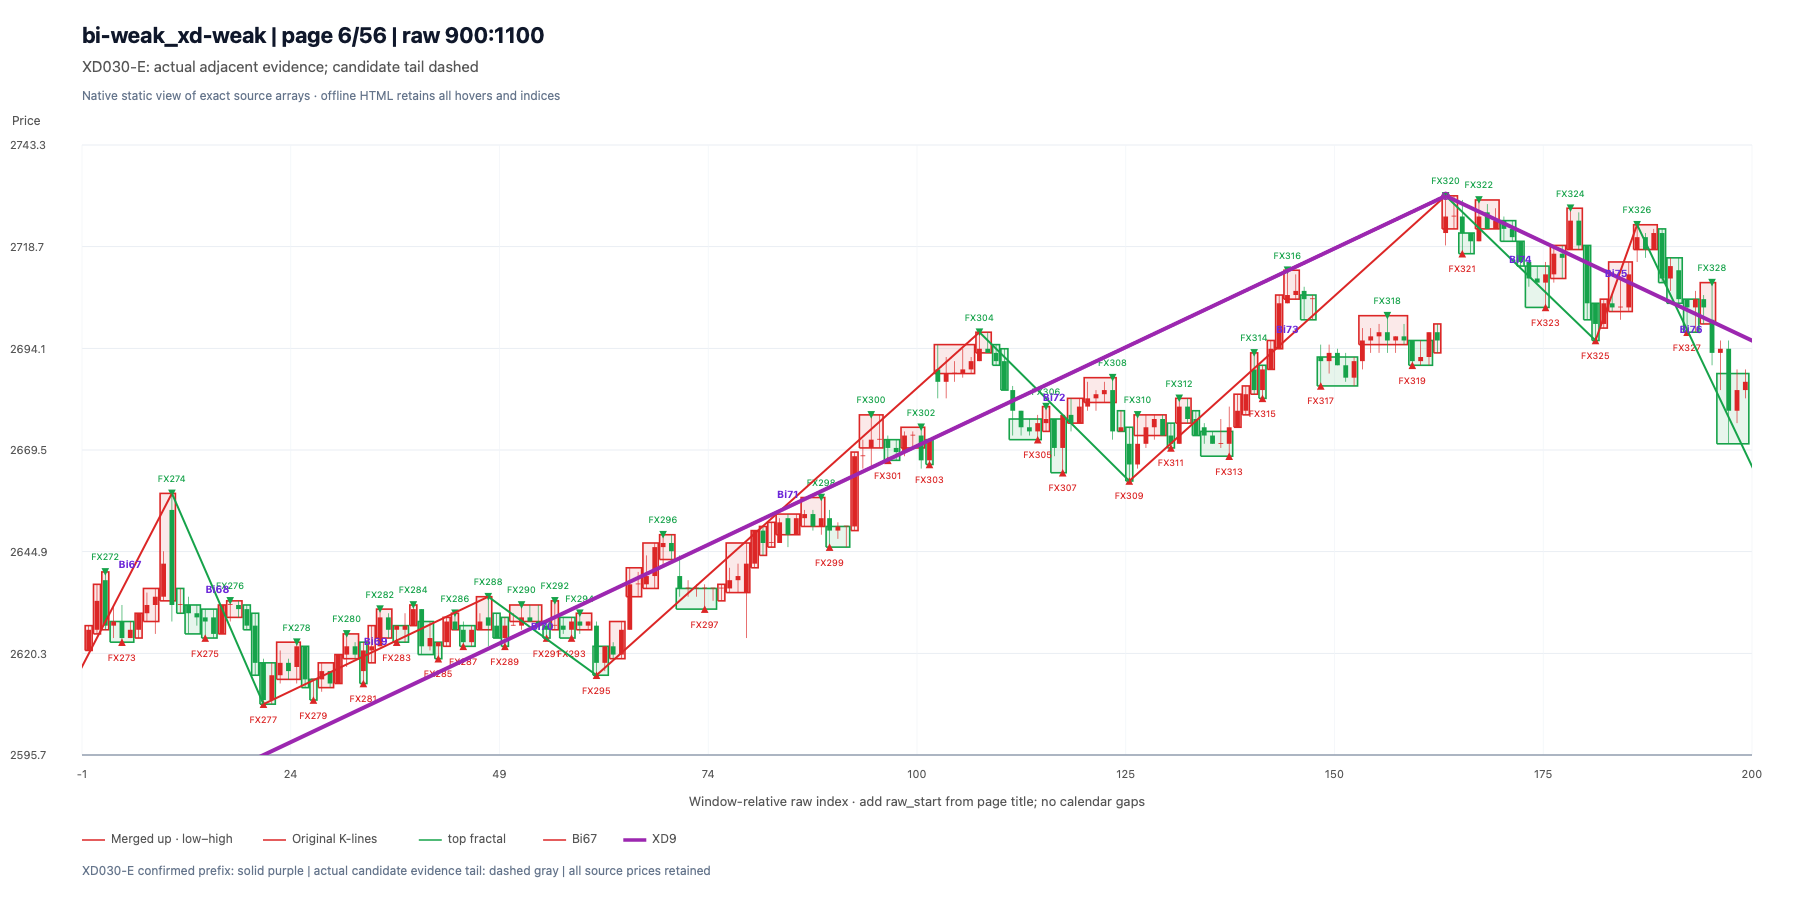 bi-weak_xd-weak | page 6/56 | raw 900:1100
XD030-E: actual adjacent evidence; candidate tail dashed
Native static view of exact source arrays · offline HTML retains all hovers and indices
Price
2743.3
2718.7
2694.1
2669.5
2644.9
2620.3
2595.7
FX320
FX322
FX324
FX326
FX316
FX321
Bi74
Bi75
FX328
FX318
FX323
FX304
Bi73
Bi76
FX314
FX327
FX325
FX308
FX319
FX312
FX317
FX300
FX302
Bi72
FX310
FX315
FX305
FX311
FX301
FX303
FX313
FX307
FX309
FX274
Bi71
FX298
FX296
FX272
Bi67
FX299
Bi68
FX276
FX282
FX284
FX286
FX288
FX290
FX292
FX278
FX280
FX297
Bi69
FX273
FX275
FX283
FX287
FX289
FX291
FX293
FX285
FX281
FX295
FX277
FX279
-1
24
49
74
100
125
150
175
200
Window-relative raw index · add raw_start from page title; no calendar gaps
Merged up · low–high
Original K-lines
top fractal
Bi67
XD9
XD030-E confirmed prefix: solid purple | actual candidate evidence tail: dashed gray | all source prices retained